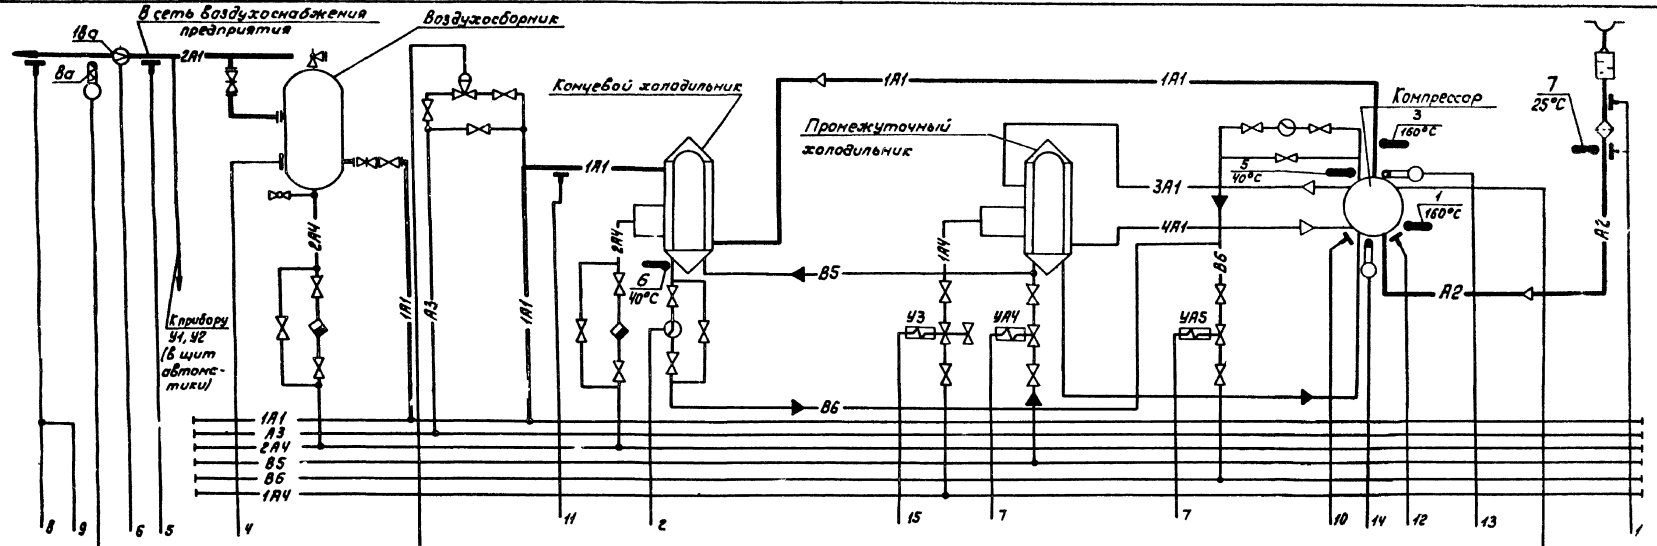 В сеть воздухоснабжения
предприятия
Воздухосборник
18а
8а
2А1
Концевой холодильник
1А1
1А1
Компрессор
3
160°С
7
25°С
Промежуточный
холодильник
1А1
5
40°С
3А1
1
160°С
4А1
2А4
2А4
1А4
В6
А2
6
40°С
В5
А2
1А1
А3
1А1
К прибору
У1, У2
(в щит
автома-
тики)
У3
УА4
УА5
В6
1А1
А3
2А4
В5
В6
1А4
8
9
6
5
4
11
2
15
7
7
10
14
12
13
1